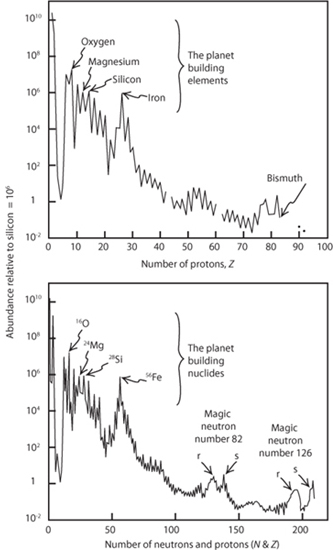 10¹⁰
10⁸
10⁶
10⁴
10²
1
10⁻²
Oxygen
Magnesium
Silicon
Iron
The planet
building
elements
Bismuth
0 10 20 30 40 50 60 70 80 90 100
Number of protons, Z
Abundance relative to silicon = 10⁶
10¹⁰
10⁸
10⁶
10⁴
10²
1
10⁻²
¹⁶O
²⁴Mg
²⁸Si
⁵⁶Fe
The planet
building
nuclides
Magic
neutron
number 82
r s
Magic
neutron
number 126
r s
0 50 100 150 200
Number of neutrons and protons (N & Z)